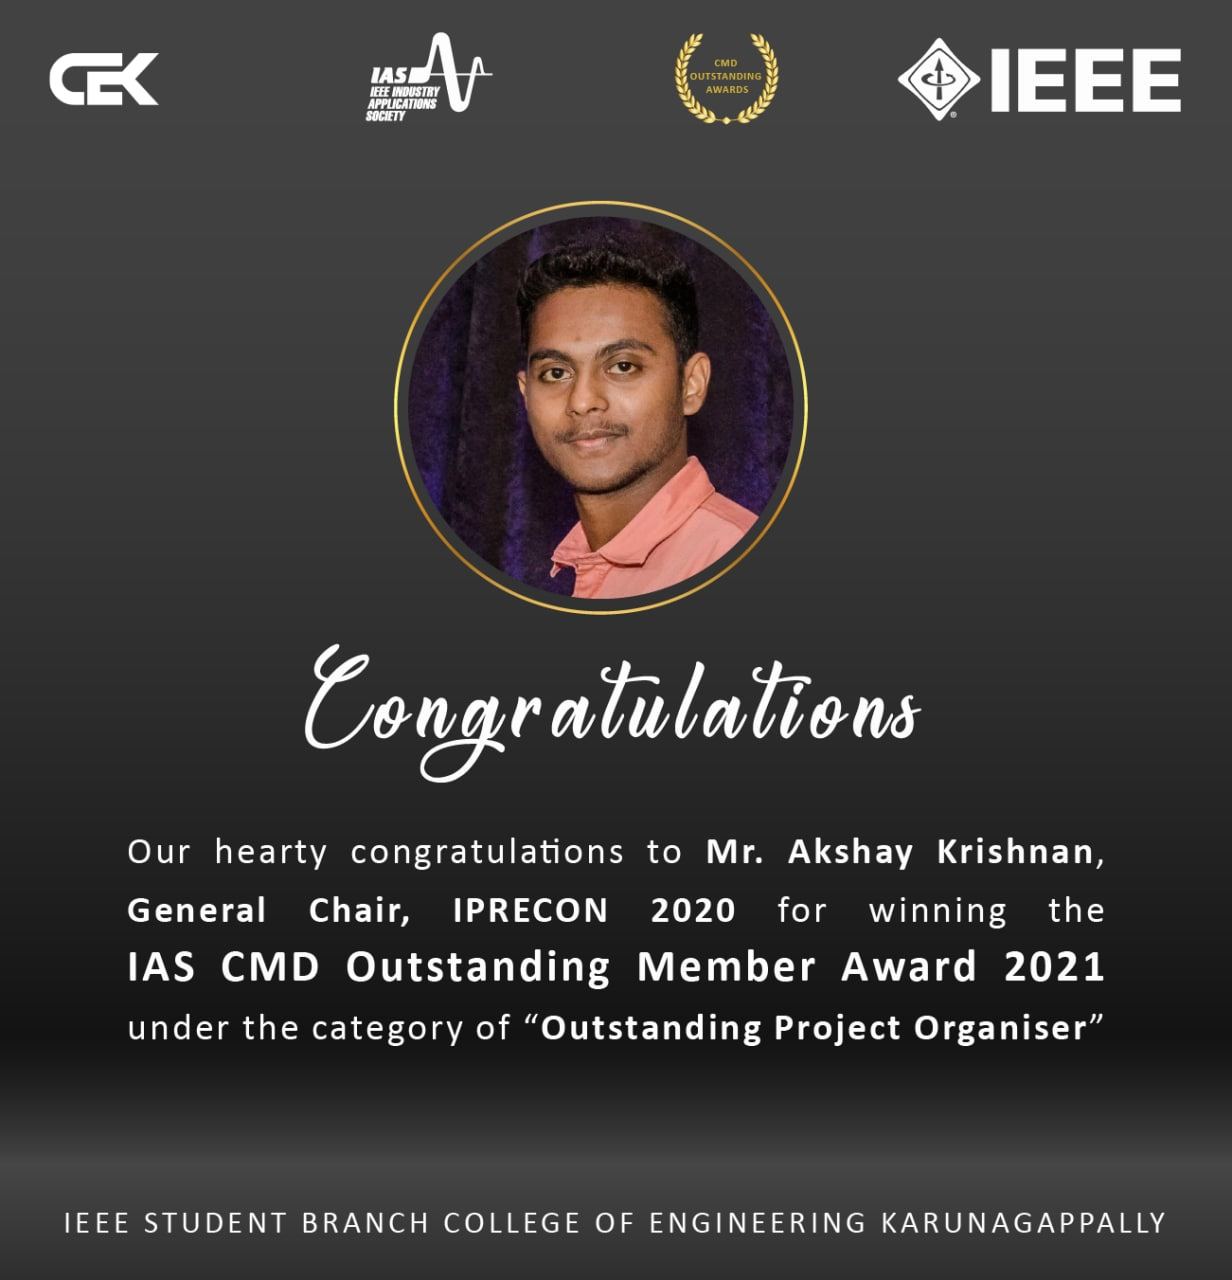 CEK
IAS
IEEE INDUSTRY
APPLICATIONS
SOCIETY
CMD
OUTSTANDING
AWARDS
IEEE
Congratulations
Our hearty congratulations to Mr. Akshay Krishnan,
General Chair, IPRECON 2020 for winning the
IAS CMD Outstanding Member Award 2021
under the category of “Outstanding Project Organiser”
IEEE STUDENT BRANCH COLLEGE OF ENGINEERING KARUNAGAPPALLY